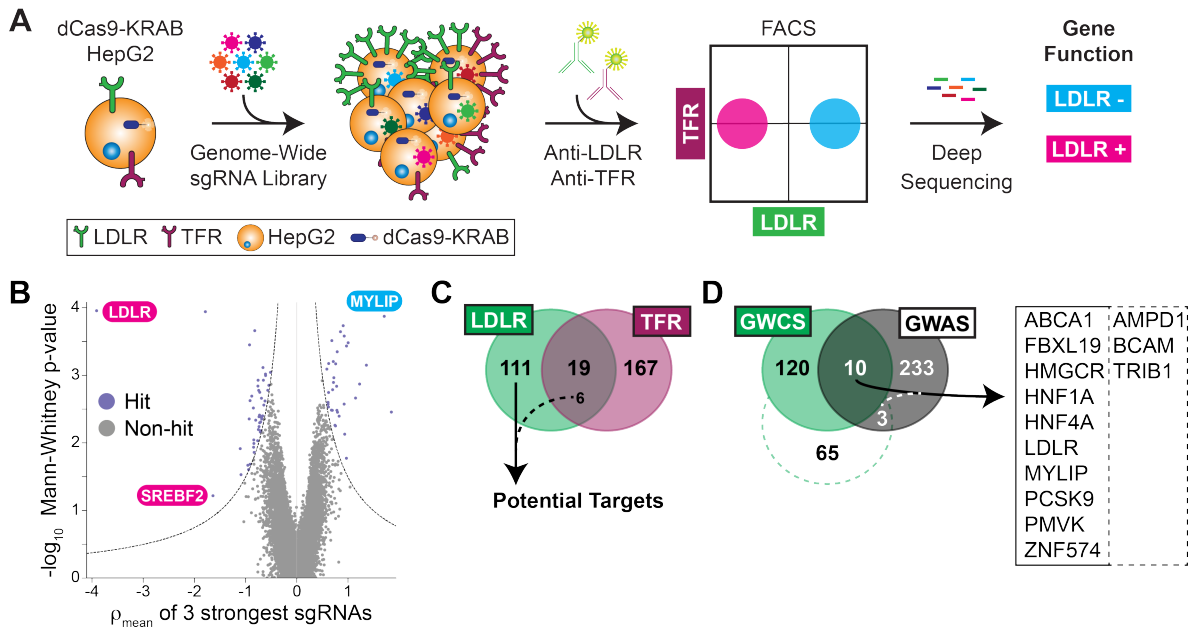 A
dCas9-KRAB
HepG2
Genome-Wide
sgRNA Library
Anti-LDLR
Anti-TFR
FACS
TFR
LDLR
Deep
Sequencing
Gene
Function
LDLR -
LDLR +
LDLR
TFR
HepG2
dCas9-KRAB
B
-log10 Mann-Whitney p-value
4
3
2
1
0
LDLR
MYLIP
Hit
Non-hit
SREBF2
-4
-3
-2
-1
0
1
ρmean of 3 strongest sgRNAs
C
LDLR
TFR
111
19
167
6
Potential Targets
D
GWCS
GWAS
120
10
233
3
65
ABCA1
FBXL19
HMGCR
HNF1A
HNF4A
LDLR
MYLIP
PCSK9
PMVK
ZNF574
AMPD1
BCAM
TRIB1